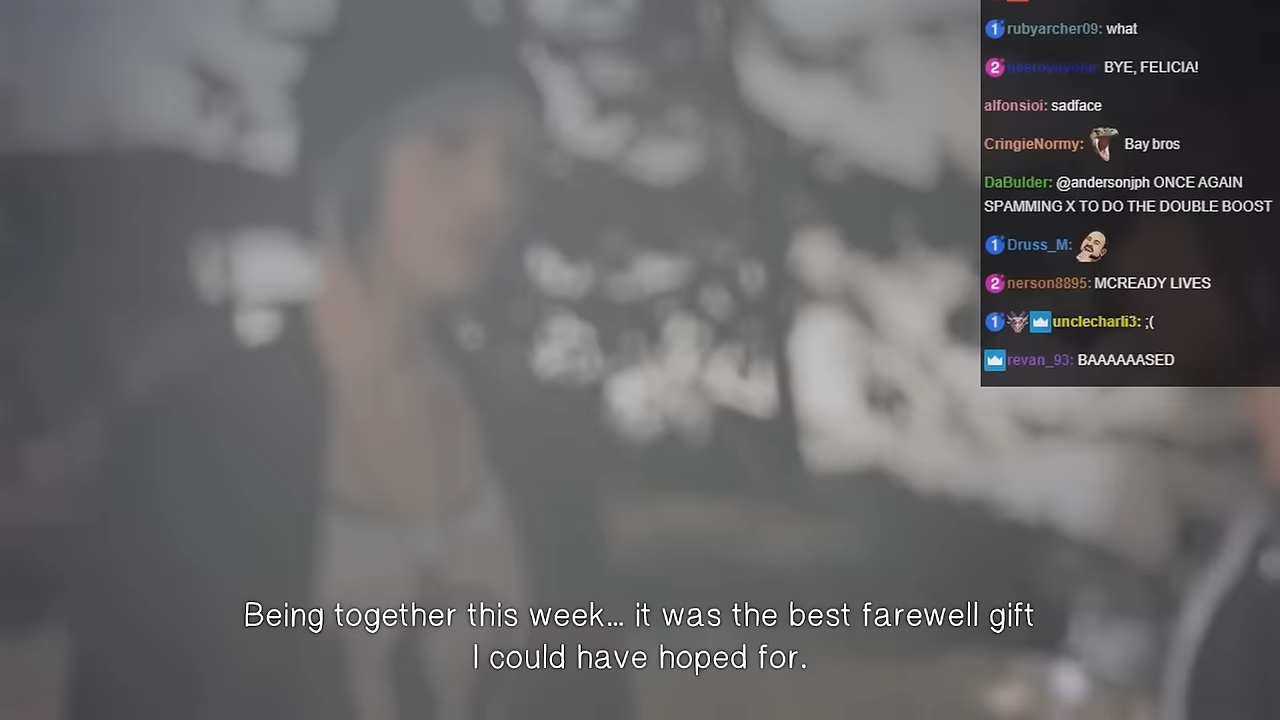 rubyarcher09: what
heeroyuyone: BYE, FELICIA!
alfonsioi: sadface
CringieNormy: Bay bros
DaBulder: @andersonjph ONCE AGAIN
SPAMMING X TO DO THE DOUBLE BOOST
Druss_M:
nerson8895: MCREADY LIVES
unclecharli3: ;(
revan_93: BAAAAAASED
Being together this week... it was the best farewell gift
I could have hoped for.